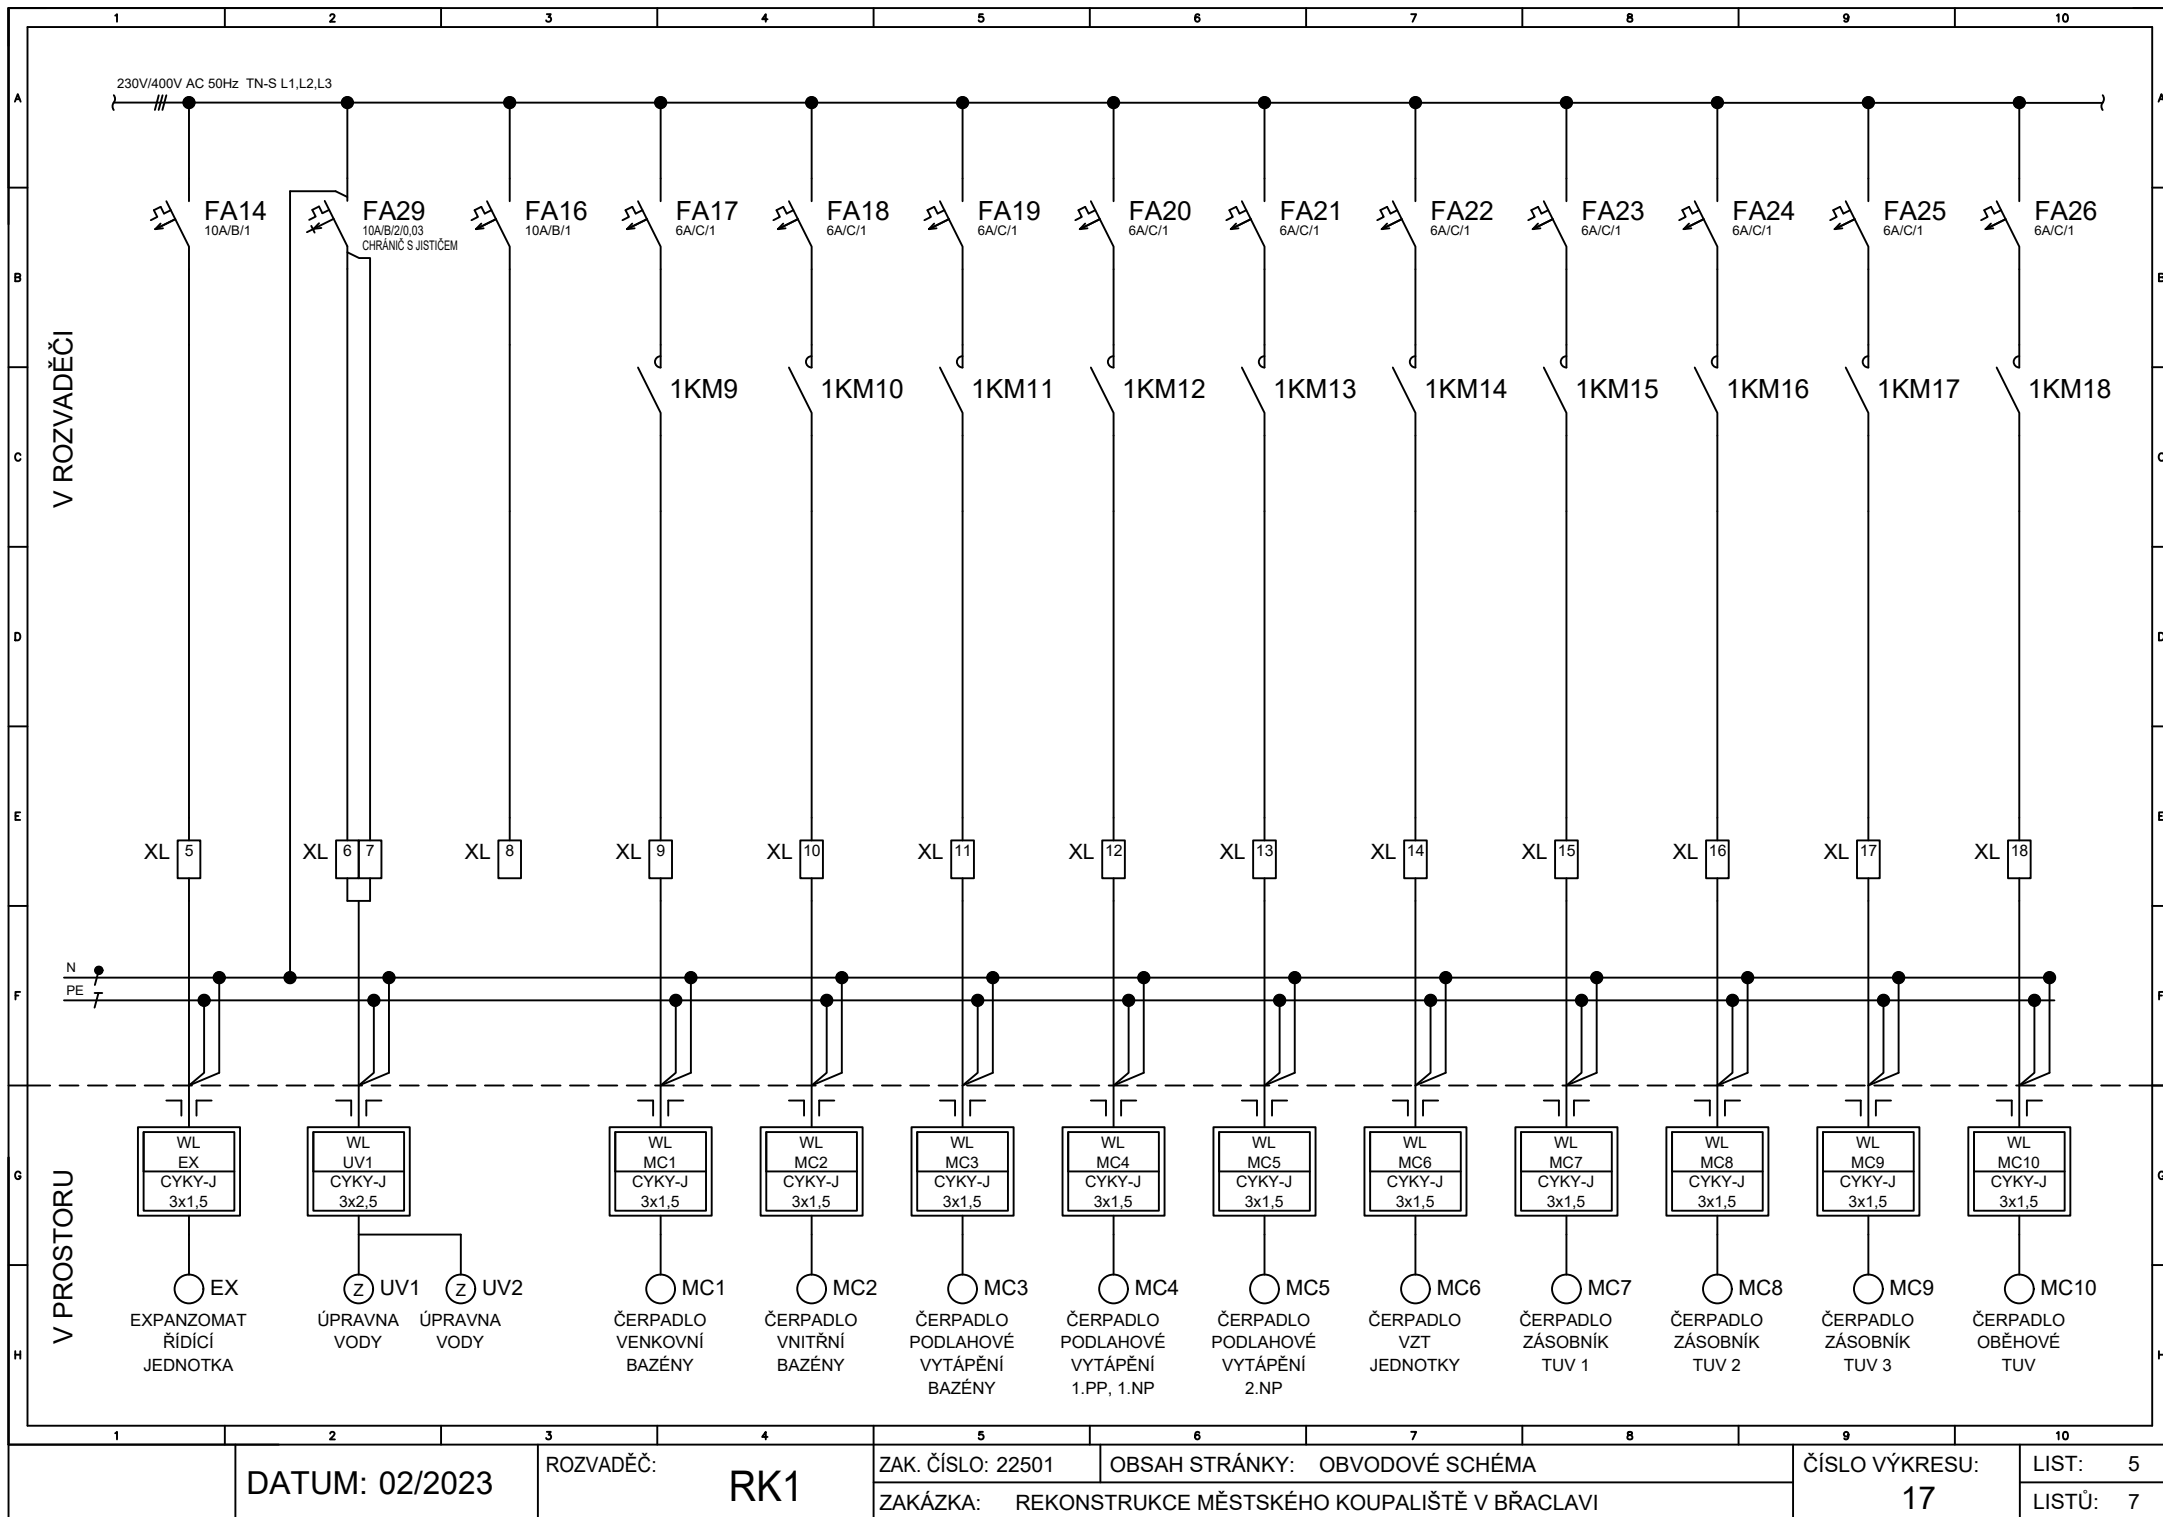 1 2 3 4 5 6 7 8 9 10
A A
B B
C C
D D
E E
F F
G G
H H
230V/400V AC 50Hz TN-S L1,L2,L3
V ROZVADĚČI
FA14
10A/B/1
FA29
10A/B/2/0,03
CHRÁNIČ S JISTIČEM
FA16
10A/B/1
FA17
6A/C/1
FA18
6A/C/1
FA19
6A/C/1
FA20
6A/C/1
FA21
6A/C/1
FA22
6A/C/1
FA23
6A/C/1
FA24
6A/C/1
FA25
6A/C/1
FA26
6A/C/1
1KM9 1KM10 1KM11 1KM12 1KM13 1KM14 1KM15 1KM16 1KM17 1KM18
XL 5 XL 6 7 XL 8 XL 9 XL 10 XL 11 XL 12 XL 13 XL 14 XL 15 XL 16 XL 17 XL 18
N
PE
V PROSTORU
WL
EX
CYKY-J
3x1,5
WL
UV1
CYKY-J
3x2,5
WL
MC1
CYKY-J
3x1,5
WL
MC2
CYKY-J
3x1,5
WL
MC3
CYKY-J
3x1,5
WL
MC4
CYKY-J
3x1,5
WL
MC5
CYKY-J
3x1,5
WL
MC6
CYKY-J
3x1,5
WL
MC7
CYKY-J
3x1,5
WL
MC8
CYKY-J
3x1,5
WL
MC9
CYKY-J
3x1,5
WL
MC10
CYKY-J
3x1,5
EX
EXPANZOMAT
ŘÍDÍCÍ
JEDNOTKA
Z UV1
ÚPRAVNA
VODY
Z UV2
ÚPRAVNA
VODY
MC1
ČERPADLO
VENKOVNÍ
BAZÉNY
MC2
ČERPADLO
VNITŘNÍ
BAZÉNY
MC3
ČERPADLO
PODLAHOVÉ
VYTÁPĚNÍ
BAZÉNY
MC4
ČERPADLO
PODLAHOVÉ
VYTÁPĚNÍ
1.PP, 1.NP
MC5
ČERPADLO
PODLAHOVÉ
VYTÁPĚNÍ
2.NP
MC6
ČERPADLO
VZT
JEDNOTKY
MC7
ČERPADLO
ZÁSOBNÍK
TUV 1
MC8
ČERPADLO
ZÁSOBNÍK
TUV 2
MC9
ČERPADLO
ZÁSOBNÍK
TUV 3
MC10
ČERPADLO
OBĚHOVÉ
TUV
1 2 3 4 5 6 7 8 9 10
DATUM: 02/2023
ROZVADĚČ:
RK1
ZAK. ČÍSLO: 22501
OBSAH STRÁNKY: OBVODOVÉ SCHÉMA
ZAKÁZKA: REKONSTRUKCE MĚSTSKÉHO KOUPALIŠTĚ V BŘACLAVI
ČÍSLO VÝKRESU:
17
LIST: 5
LISTŮ: 7